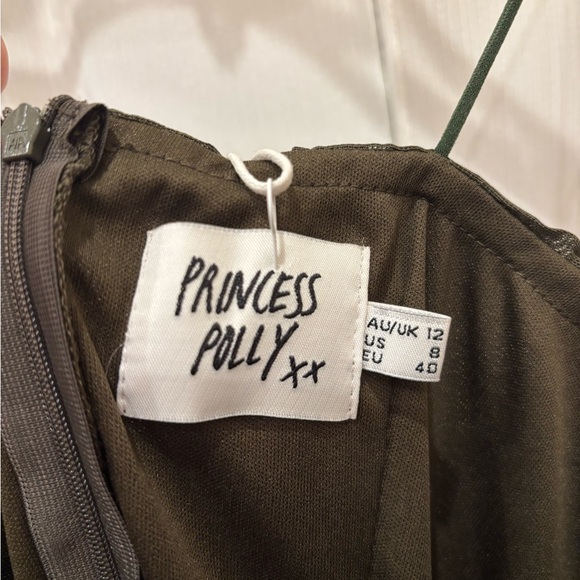 PRINCESS
POLLY xx
AU/UK 12
US 8
EU 40